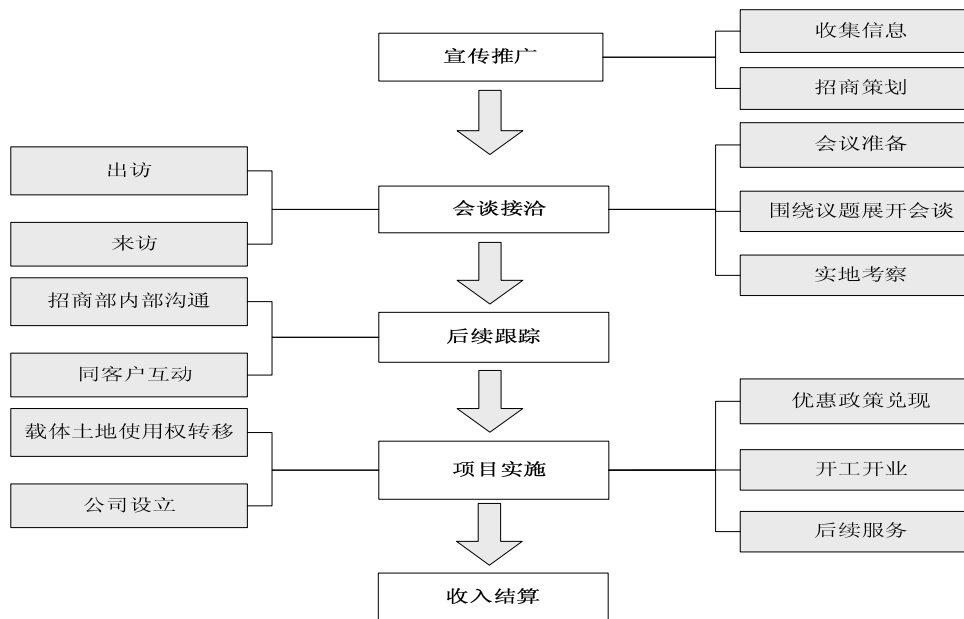 宣传推广
收集信息
招商策划
会议准备
出访
会谈接洽
围绕议题展开会谈
来访
实地考察
招商部内部沟通
后续跟踪
同客户互动
优惠政策兑现
载体土地使用权转移
项目实施
开工开业
公司设立
后续服务
收入结算